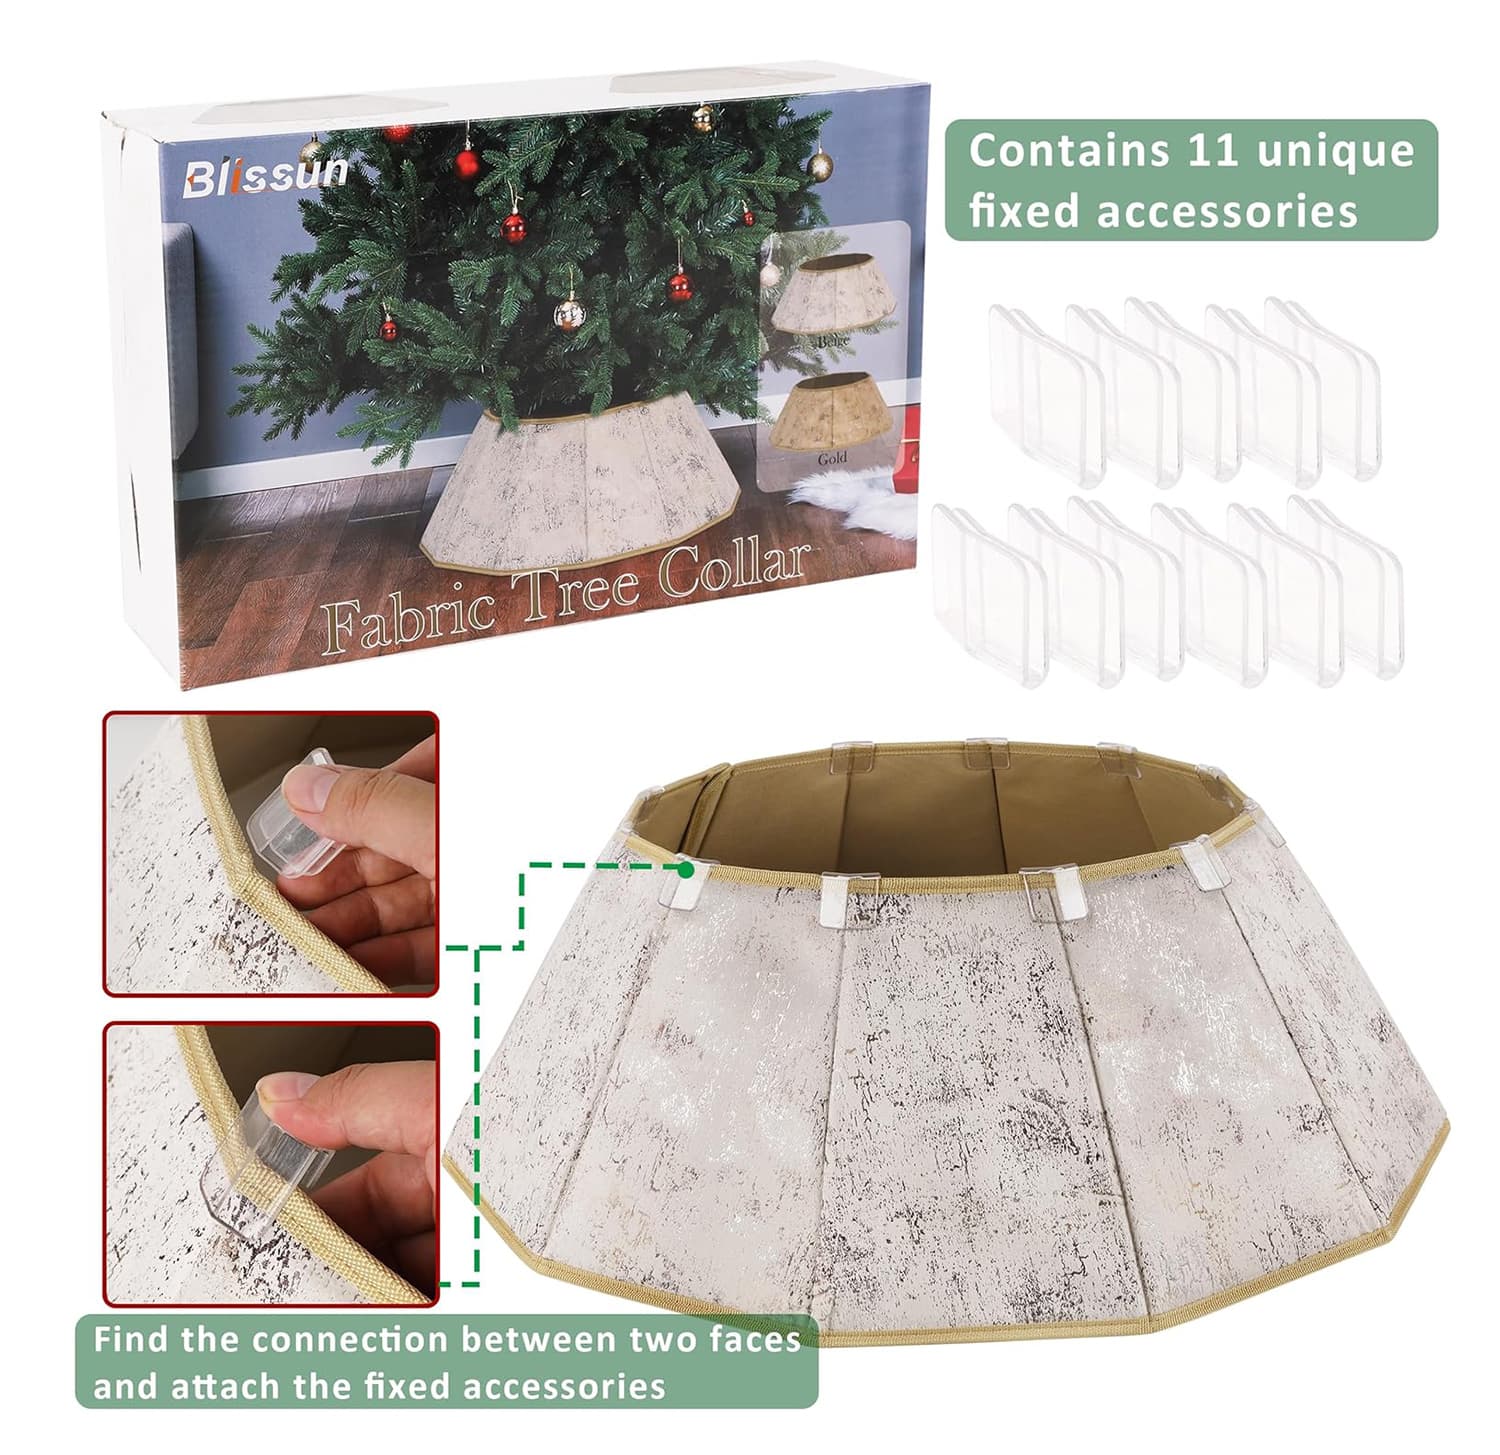 Blissun
Contains 11 unique
fixed accessories
Beige
Gold
Fabric Tree Collar
Find the connection between two faces
and attach the fixed accessories